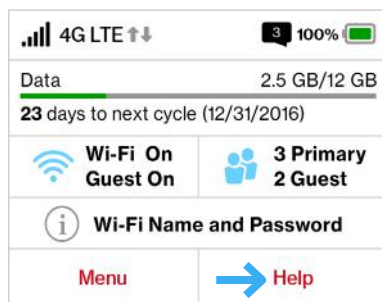 4G LTE 3 100%
Data 2.5 GB/12 GB
23 days to next cycle (12/31/2016)
Wi-Fi On 3 Primary
Guest On 2 Guest
i Wi-Fi Name and Password
Menu Help